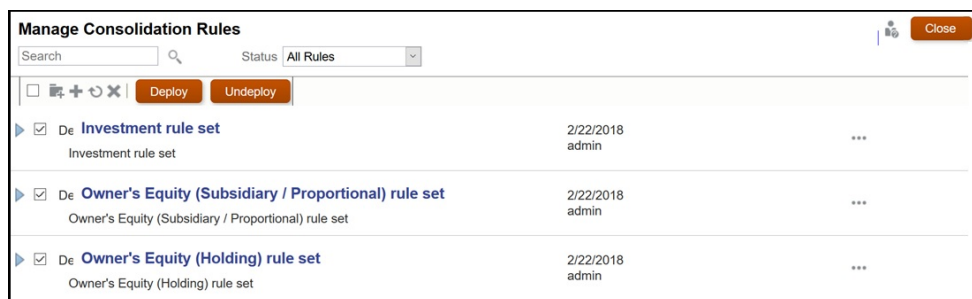 Manage Consolidation Rules
Close
Search
Status All Rules
Deploy Undeploy
De Investment rule set 2/22/2018
admin
Investment rule set
De Owner's Equity (Subsidiary / Proportional) rule set 2/22/2018
admin
Owner's Equity (Subsidiary / Proportional) rule set
De Owner's Equity (Holding) rule set 2/22/2018
admin
Owner's Equity (Holding) rule set